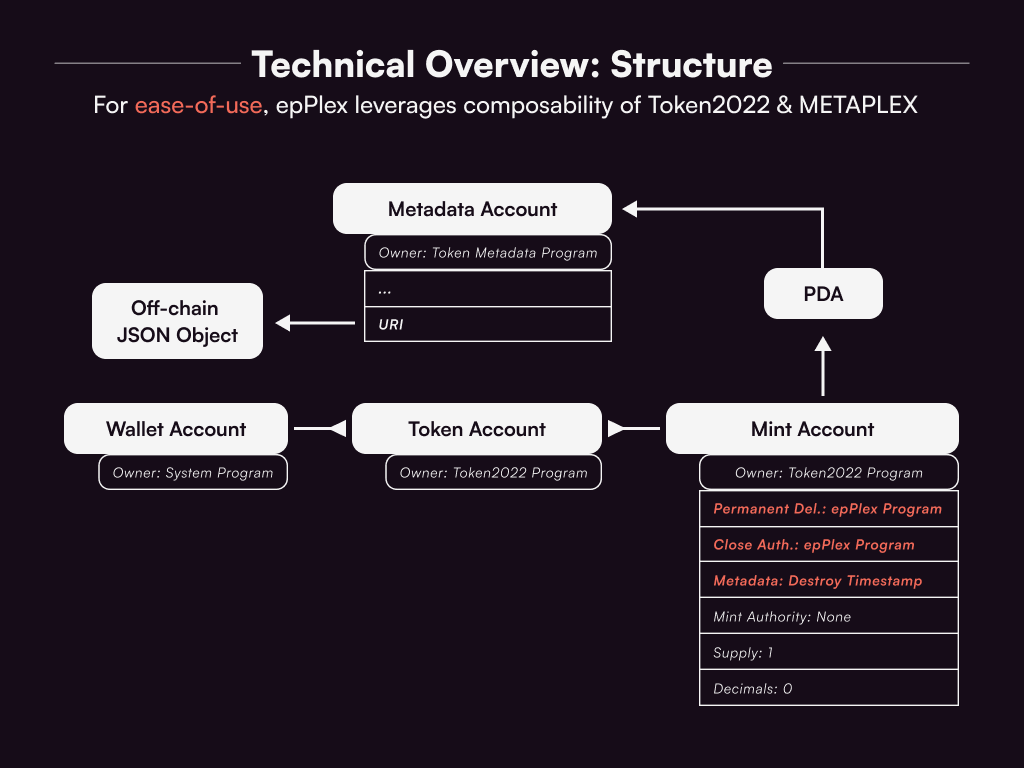 Technical Overview: Structure
For ease-of-use, epPlex leverages composability of Token2022 & METAPLEX
Metadata Account
Owner: Token Metadata Program
...
URI
Off-chain
JSON Object
PDA
Wallet Account
Owner: System Program
Token Account
Owner: Token2022 Program
Mint Account
Owner: Token2022 Program
Permanent Del.: epPlex Program
Close Auth.: epPlex Program
Metadata: Destroy Timestamp
Mint Authority: None
Supply: 1
Decimals: 0